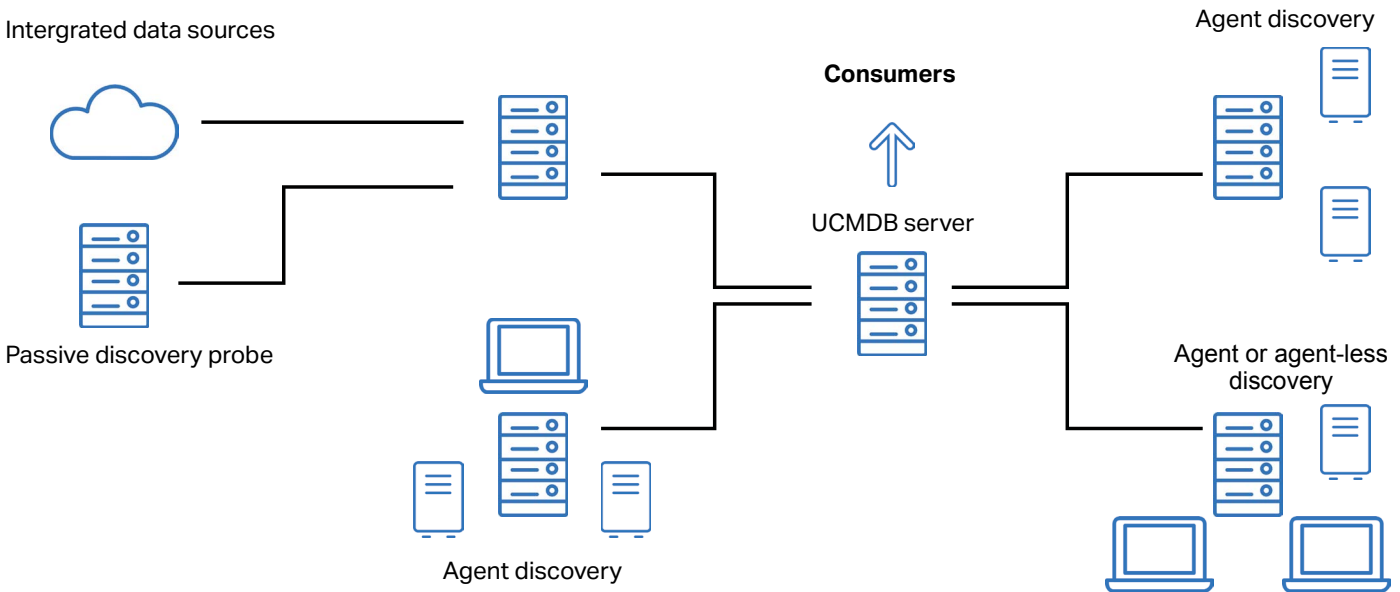 Intergrated data sources
Agent discovery
Consumers
UCMDB server
Passive discovery probe
Agent or agent-less
discovery
Agent discovery